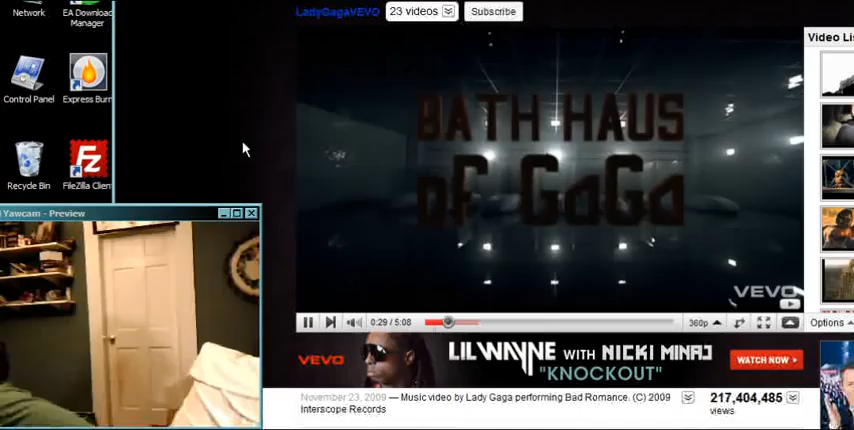 Network
EA Download
Manager
Control Panel
Express Burn
Recycle Bin
FileZilla Client
Yawcam - Preview
LadyGagaVEVO
23 videos
Subscribe
BATH HAUS
OF GAGA
vevo
0:29 / 5:08
360p
Video Lis
Options
vevo
LIL WAYNE WITH NICKI MINAJ
"KNOCKOUT"
WATCH NOW
November 23, 2009 — Music video by Lady Gaga performing Bad Romance. (C) 2009
Interscope Records
217,404,485
views